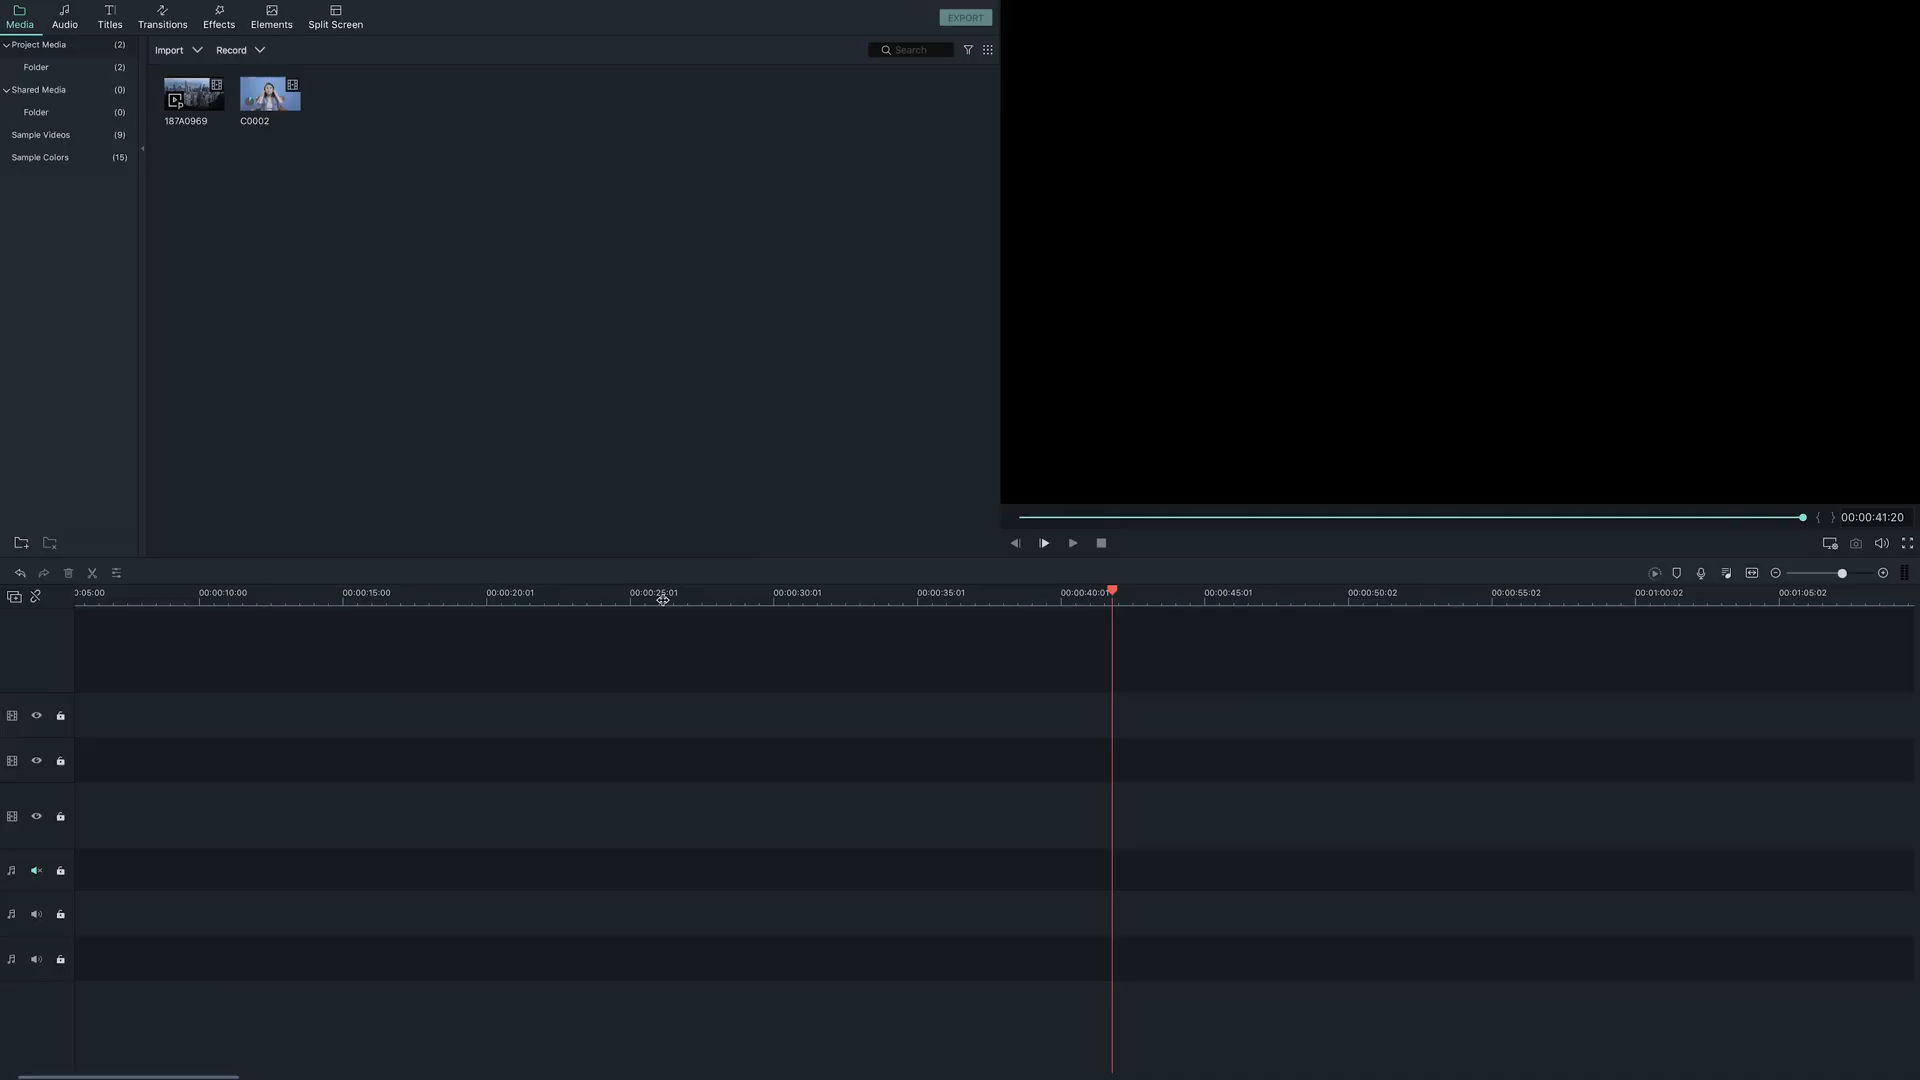 Media Audio Titles Transitions Effects Elements Split Screen EXPORT
Project Media (2)
Folder (2)
Shared Media (0)
Folder (0)
Sample Videos (9)
Sample Colors (15)
Import Record Search
187A0969 C0002
{ } 00:00:41:20
0:05:00 00:00:10:00 00:00:15:00 00:00:20:01 00:00:25:01 00:00:30:01 00:00:35:01 00:00:40:01 00:00:45:01 00:00:50:02 00:00:55:02 00:01:00:02 00:01:05:02